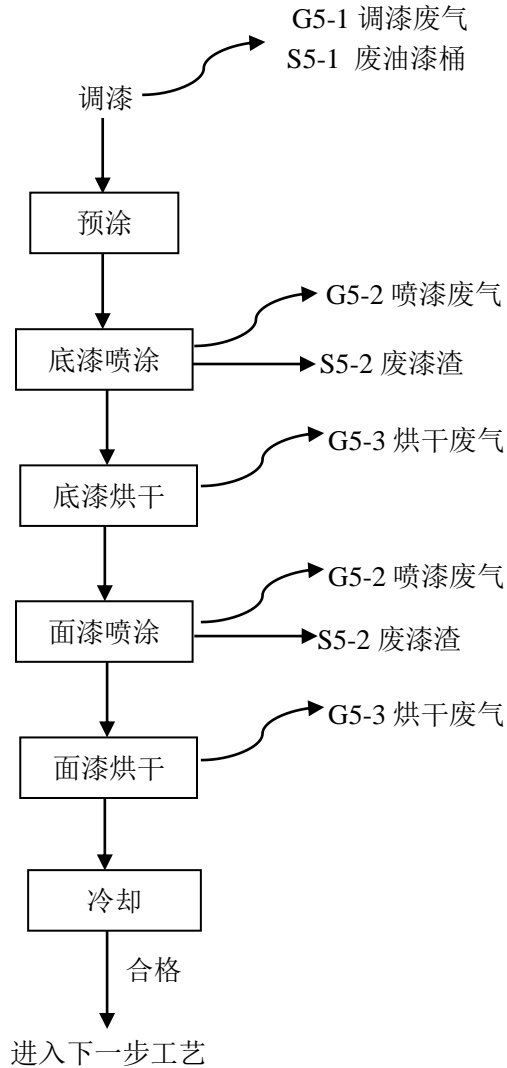 G5-1 调漆废气
S5-1 废油漆桶
调漆
预涂
G5-2 喷漆废气
底漆喷涂
S5-2 废漆渣
G5-3 烘干废气
底漆烘干
G5-2 喷漆废气
面漆喷涂
S5-2 废漆渣
G5-3 烘干废气
面漆烘干
冷却
合格
进入下一步工艺